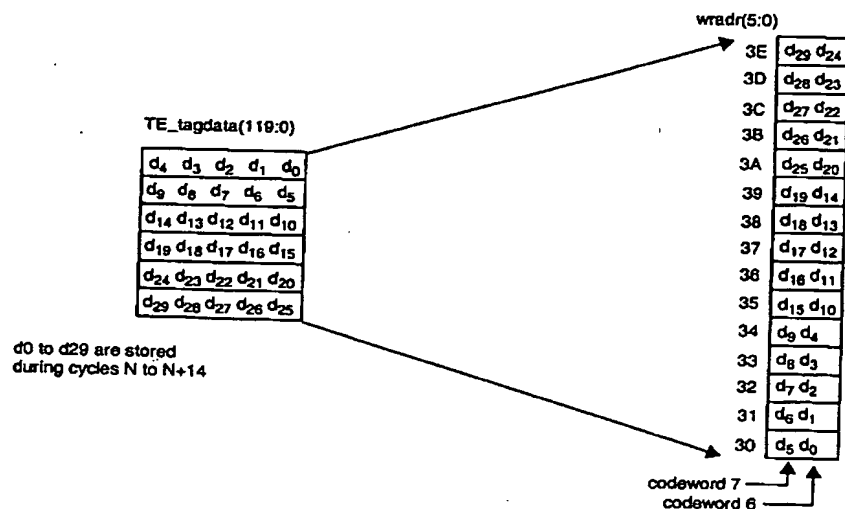 wradr(5:0)
TE_tagdata(119:0)
d4 d3 d2 d1 d0
d9 d8 d7 d6 d5
d14 d13 d12 d11 d10
d19 d18 d17 d16 d15
d24 d23 d22 d21 d20
d29 d28 d27 d26 d25
d0 to d29 are stored
during cycles N to N+14
3E d29 d24
3D d28 d23
3C d27 d22
3B d26 d21
3A d25 d20
39 d19 d14
38 d18 d13
37 d17 d12
36 d16 d11
35 d15 d10
34 d9 d4
33 d8 d3
32 d7 d2
31 d6 d1
30 d5 d0
codeword 7
codeword 6